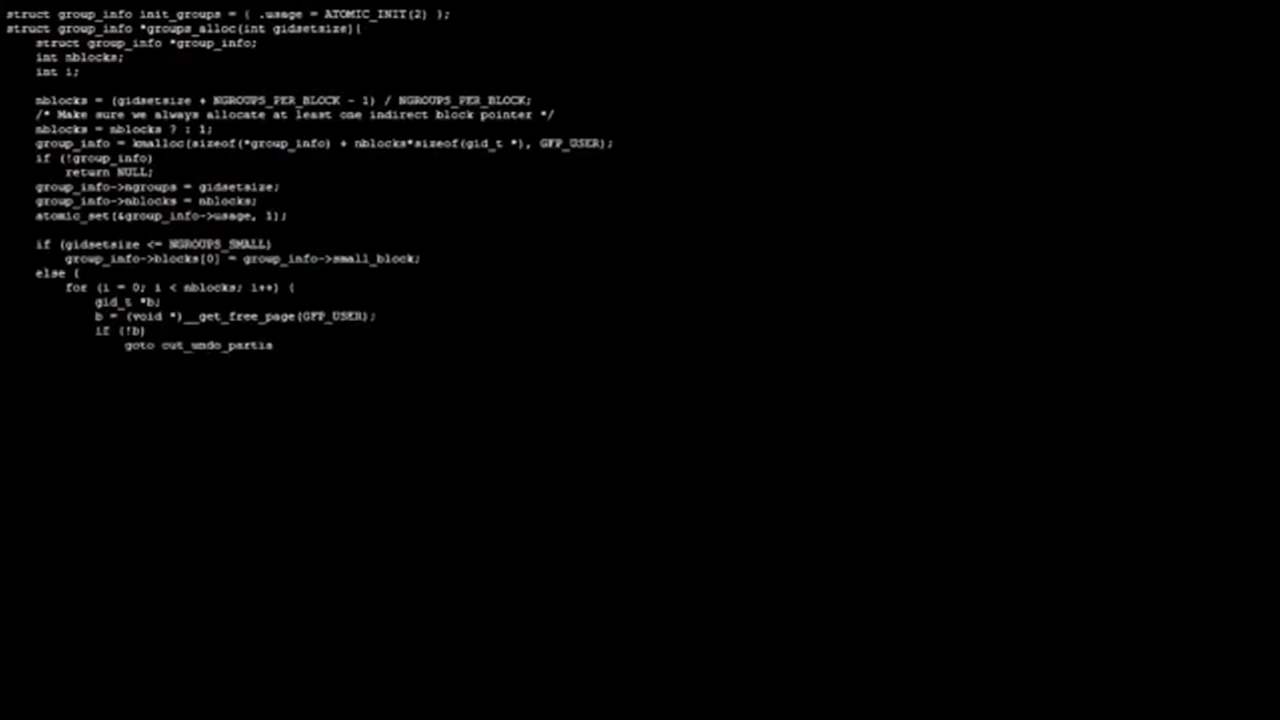 struct group_info init_groups = { .usage = ATOMIC_INIT(2) };
struct group_info *groups_alloc(int gidsetsize){
struct group_info *group_info;
int nblocks;
int i;
nblocks = (gidsetsize + NGROUPS_PER_BLOCK - 1) / NGROUPS_PER_BLOCK;
/* Make sure we always allocate at least one indirect block pointer */
nblocks = nblocks ? : 1;
group_info = kmalloc(sizeof(*group_info) + nblocks*sizeof(gid_t *), GFP_USER);
if (!group_info)
return NULL;
group_info->ngroups = gidsetsize;
group_info->nblocks = nblocks;
atomic_set(&group_info->usage, 1);
if (gidsetsize <= NGROUPS_SMALL)
group_info->blocks[0] = group_info->small_block;
else {
for (i = 0; i < nblocks; i++) {
gid_t *b;
b = (void *)__get_free_page(GFP_USER);
if (!b)
goto out_undo_partia